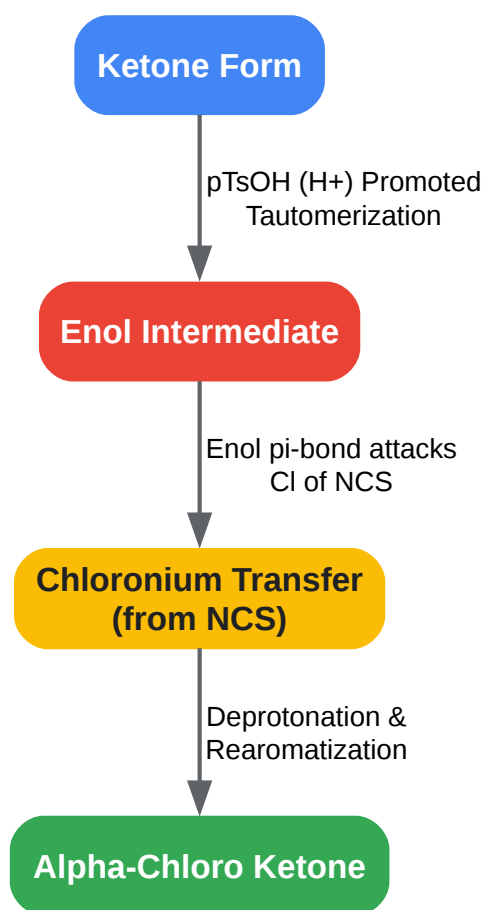 Ketone Form
pTsOH (H+) Promoted
Tautomerization
Enol Intermediate
Enol pi-bond attacks
Cl of NCS
Chloronium Transfer
(from NCS)
Deprotonation &
Rearomatization
Alpha-Chloro Ketone